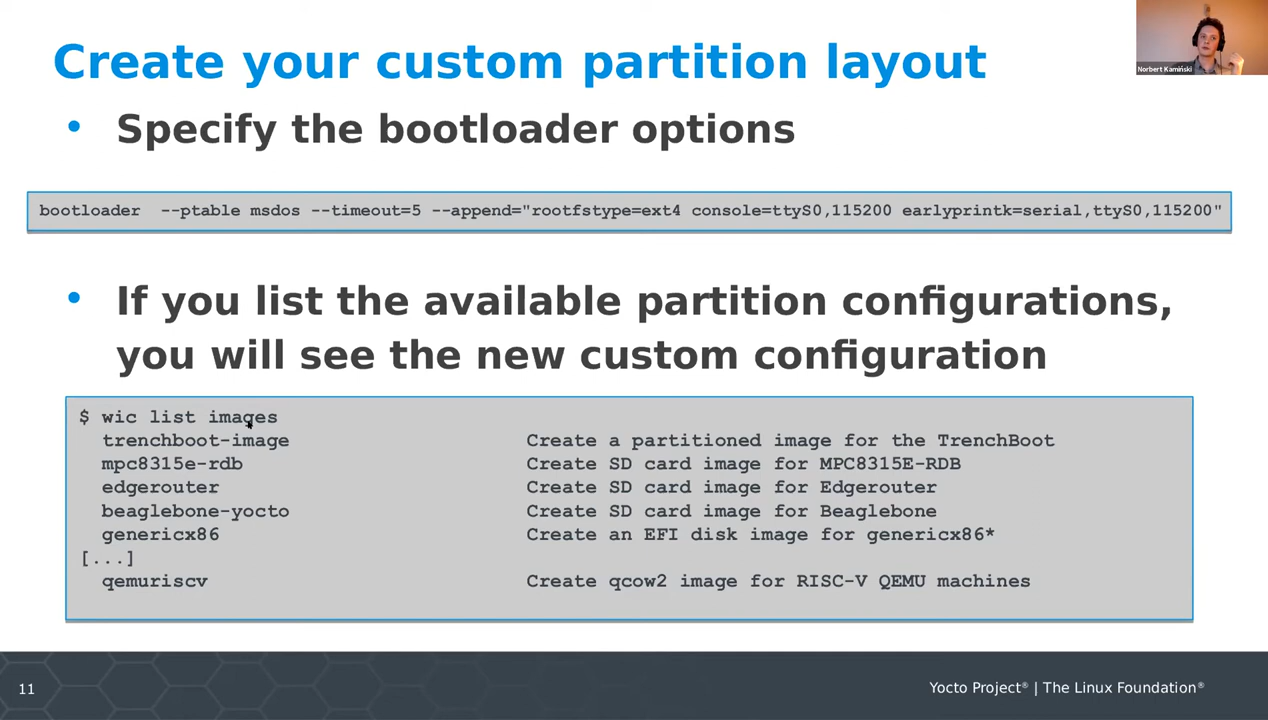 Create your custom partition layout
Norbert Kamiński
• Specify the bootloader options
bootloader  --ptable msdos --timeout=5 --append="rootfstype=ext4 console=ttyS0,115200 earlyprintk=serial,ttyS0,115200"
• If you list the available partition configurations,
you will see the new custom configuration
$ wic list images
trenchboot-image Create a partitioned image for the TrenchBoot
mpc8315e-rdb Create SD card image for MPC8315E-RDB
edgerouter Create SD card image for Edgerouter
beaglebone-yocto Create SD card image for Beaglebone
genericx86 Create an EFI disk image for genericx86*
[...]
qemuriscv Create qcow2 image for RISC-V QEMU machines
11
Yocto Project® | The Linux Foundation®